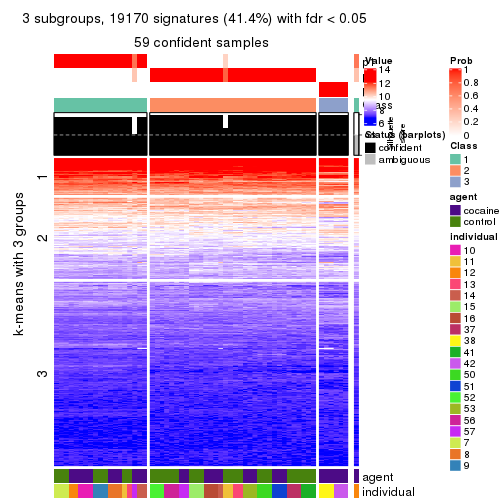 3 subgroups, 19170 signatures (41.4%) with fdr < 0.05
59 confident samples
Value
14
12
10
8
6
Status (barplots)
confident
ambiguous
Prob
1
0.8
0.6
0.4
0.2
0
Class
1
2
3
agent
cocaine
control
individual
10
11
12
13
14
15
16
37
38
41
42
50
51
52
53
56
57
7
8
9
k-means with 3 groups
1
2
3
agent
individual